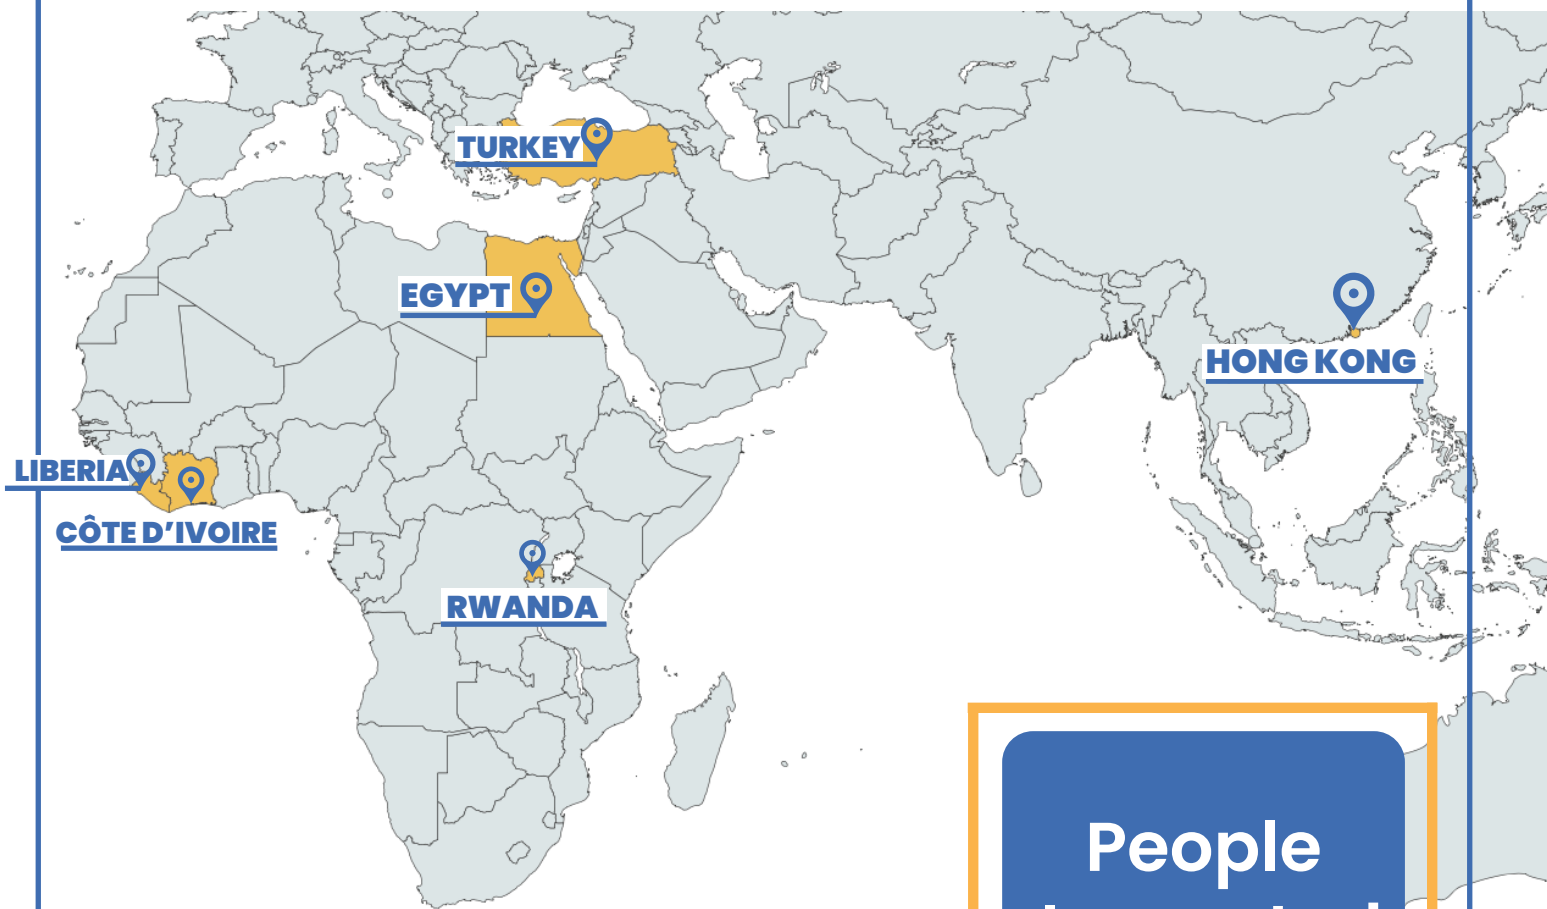 TURKEY
EGYPT
HONG KONG
LIBERIA
CÔTE D’IVOIRE
RWANDA
People